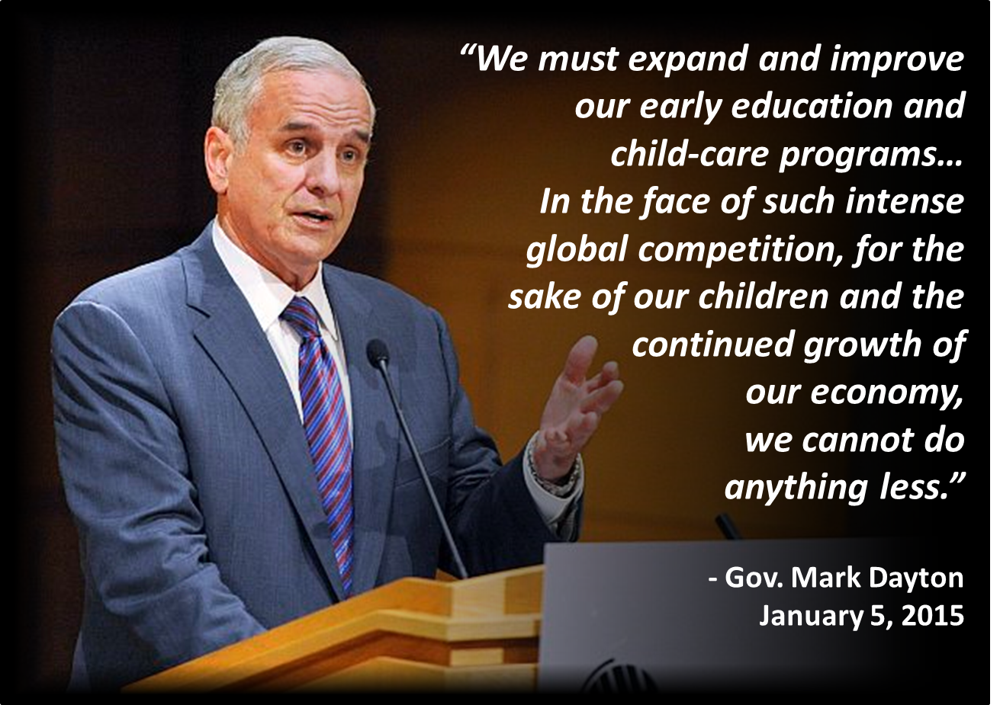 “We must expand and improve
our early education and
child-care programs…
In the face of such intense
global competition, for the
sake of our children and the
continued growth of
our economy,
we cannot do
anything less.”
- Gov. Mark Dayton
January 5, 2015